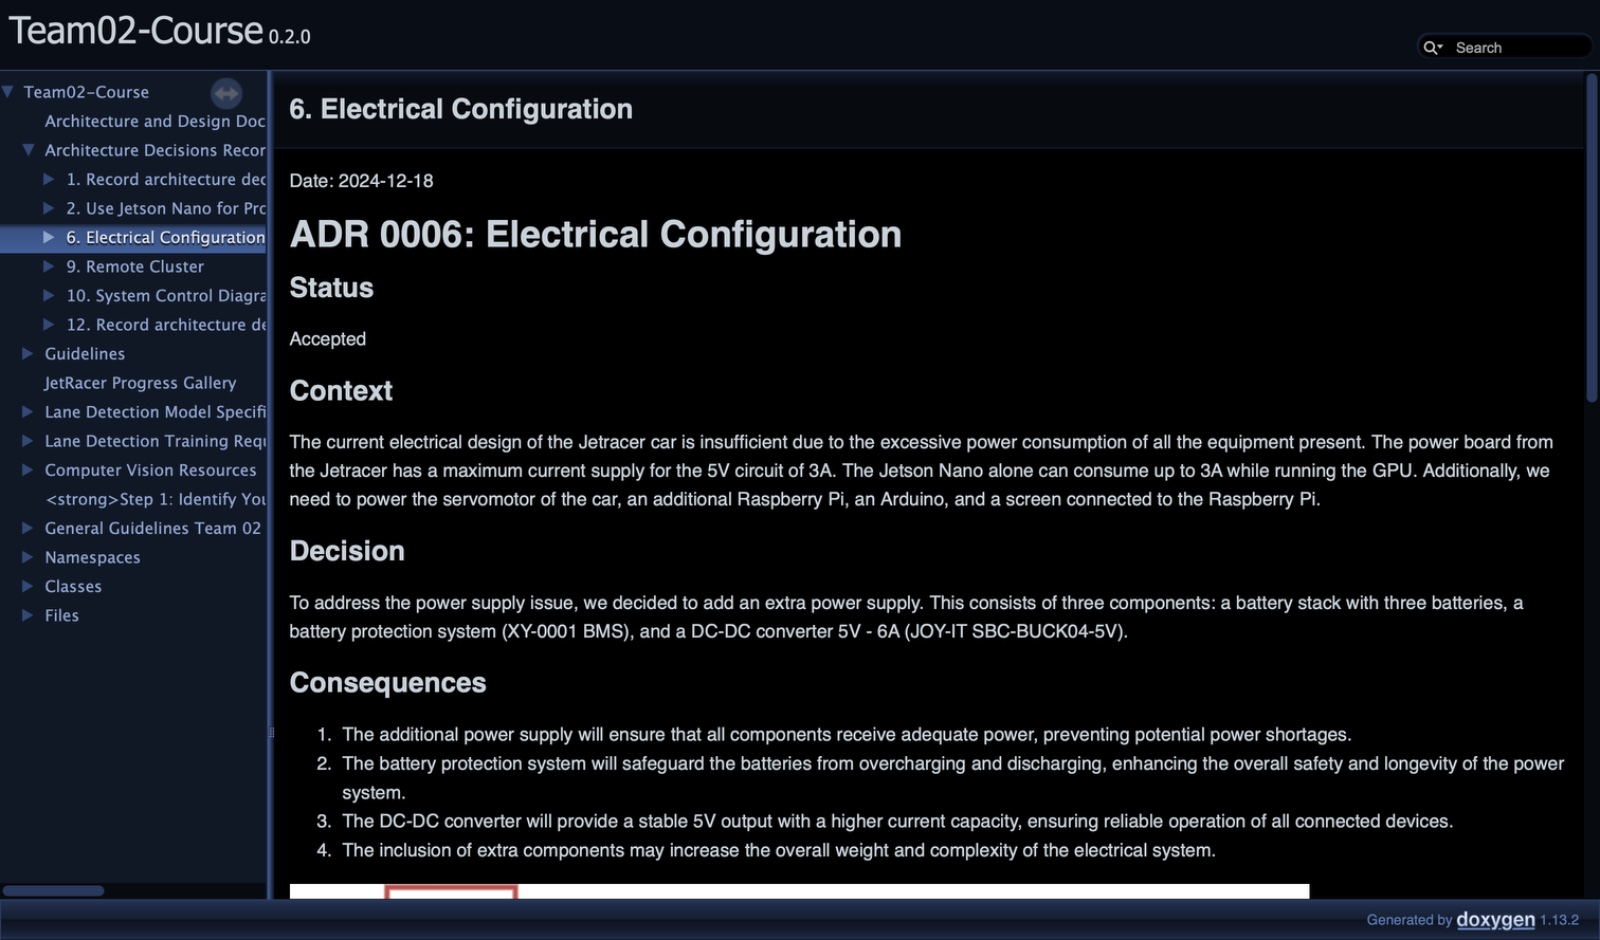 Team02-Course 0.2.0
Search
Team02-Course
Architecture and Design Doc
Architecture Decisions Recor
1. Record architecture dec
2. Use Jetson Nano for Prc
6. Electrical Configuration
9. Remote Cluster
10. System Control Diagra
12. Record architecture de
Guidelines
JetRacer Progress Gallery
Lane Detection Model Specifi
Lane Detection Training Requ
Computer Vision Resources
<strong>Step 1: Identify You
General Guidelines Team 02
Namespaces
Classes
Files
6. Electrical Configuration
Date: 2024-12-18
ADR 0006: Electrical Configuration
Status
Accepted
Context
The current electrical design of the Jetracer car is insufficient due to the excessive power consumption of all the equipment present. The power board from
the Jetracer has a maximum current supply for the 5V circuit of 3A. The Jetson Nano alone can consume up to 3A while running the GPU. Additionally, we
need to power the servomotor of the car, an additional Raspberry Pi, an Arduino, and a screen connected to the Raspberry Pi.
Decision
To address the power supply issue, we decided to add an extra power supply. This consists of three components: a battery stack with three batteries, a
battery protection system (XY-0001 BMS), and a DC-DC converter 5V - 6A (JOY-IT SBC-BUCK04-5V).
Consequences
1. The additional power supply will ensure that all components receive adequate power, preventing potential power shortages.
2. The battery protection system will safeguard the batteries from overcharging and discharging, enhancing the overall safety and longevity of the power
system.
3. The DC-DC converter will provide a stable 5V output with a higher current capacity, ensuring reliable operation of all connected devices.
4. The inclusion of extra components may increase the overall weight and complexity of the electrical system.
Generated by doxygen 1.13.2